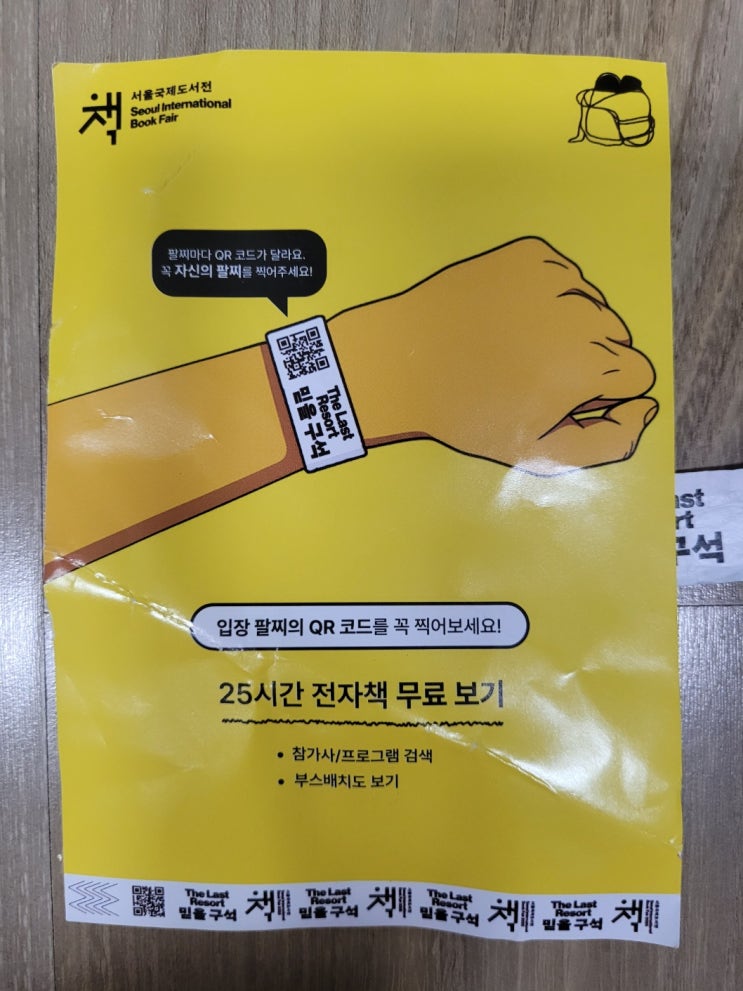 책
서울국제도서전
Seoul International
Book Fair
팔찌마다 QR 코드가 달라요.
꼭 자신의 팔찌를 찍어주세요!
The Last
Resort
믿을 구석
입장 팔찌의 QR 코드를 꼭 찍어보세요!
25시간 전자책 무료 보기
• 참가사/프로그램 검색
• 부스배치도 보기
The Last
Resort
믿을 구석
책
The Last
Resort
믿을 구석
책
The Last
Resort
믿을 구석
책
The Last
Resort
믿을 구석
책
구석